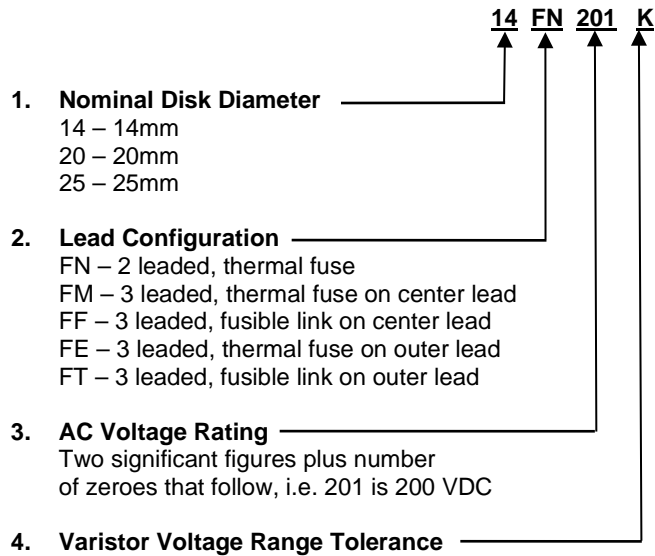 14 FN 201 K
1. Nominal Disk Diameter
14 – 14mm
20 – 20mm
25 – 25mm
2. Lead Configuration
FN – 2 leaded, thermal fuse
FM – 3 leaded, thermal fuse on center lead
FF – 3 leaded, fusible link on center lead
FE – 3 leaded, thermal fuse on outer lead
FT – 3 leaded, fusible link on outer lead
3. AC Voltage Rating
Two significant figures plus number
of zeroes that follow, i.e. 201 is 200 VDC
4. Varistor Voltage Range Tolerance